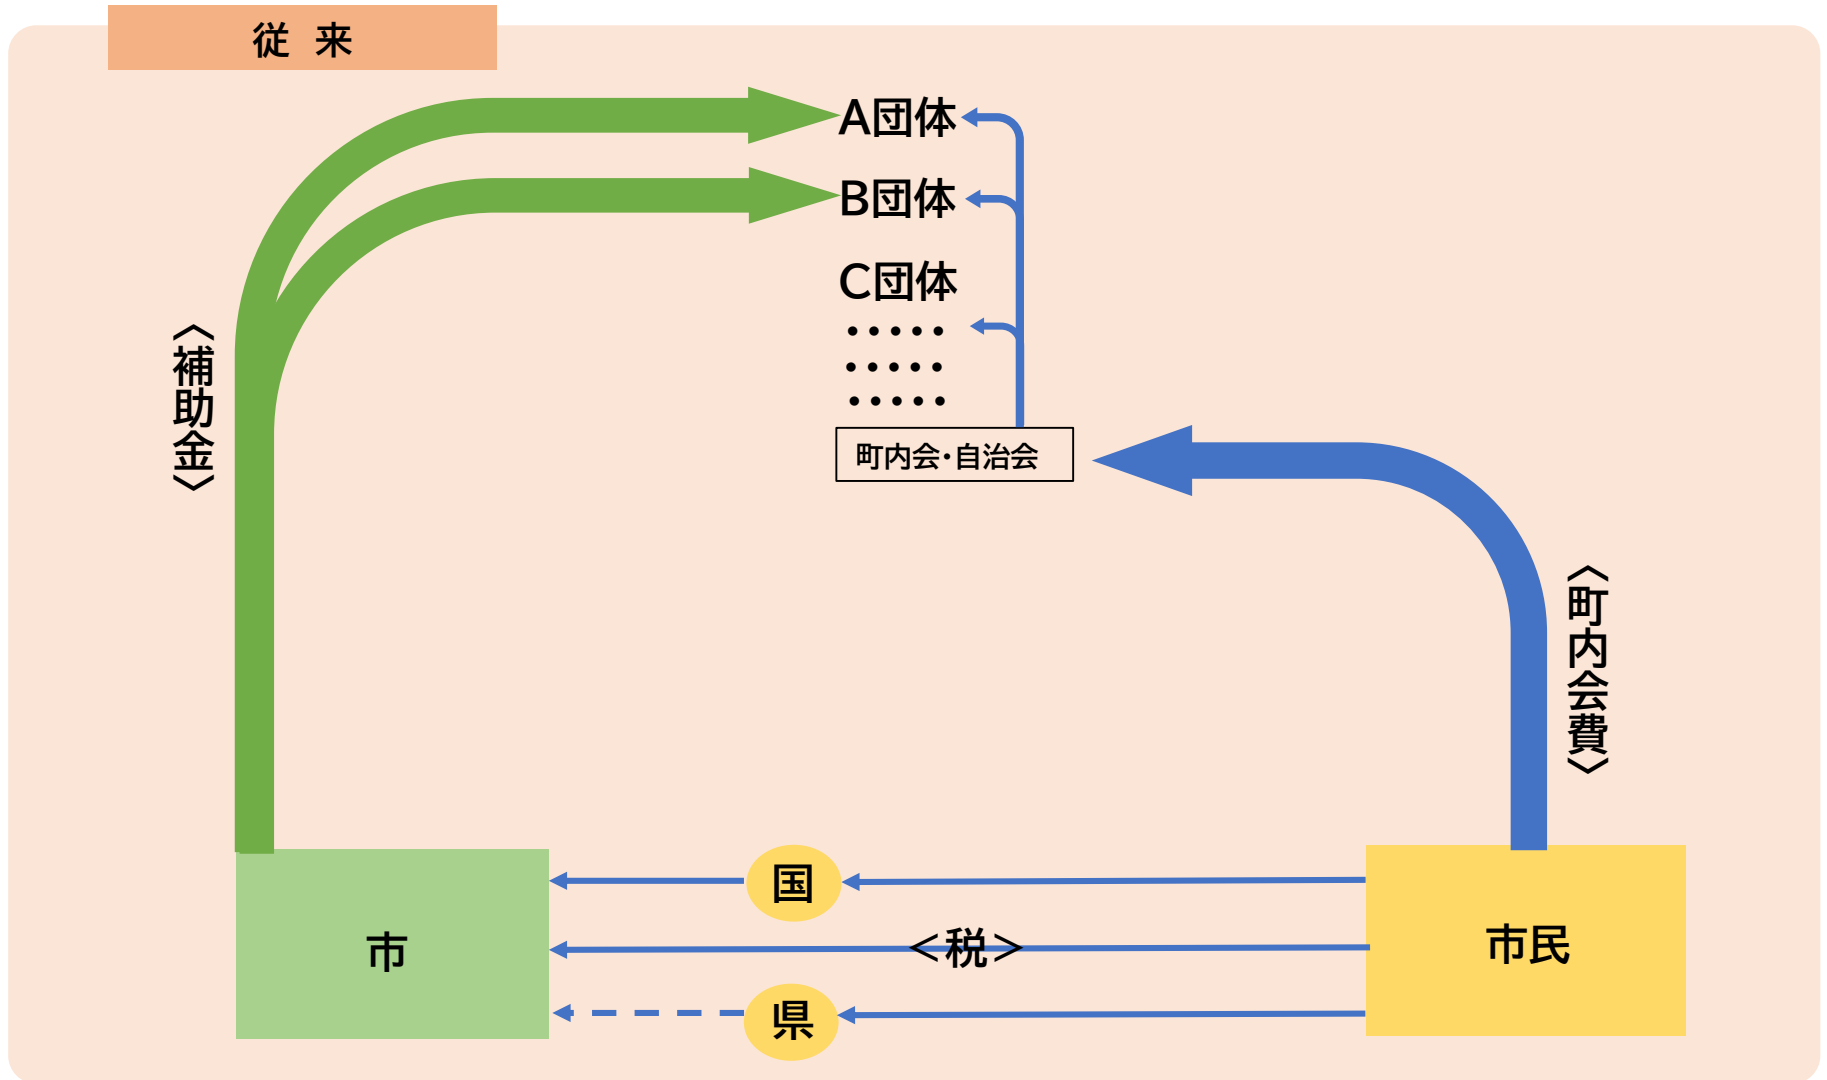 従 来
A団体
B団体
C団体
・・・・・
・・・・・
・・・・・
町内会・自治会
〈補助金〉
〈町内会費〉
国
市
＜税＞
市民
県